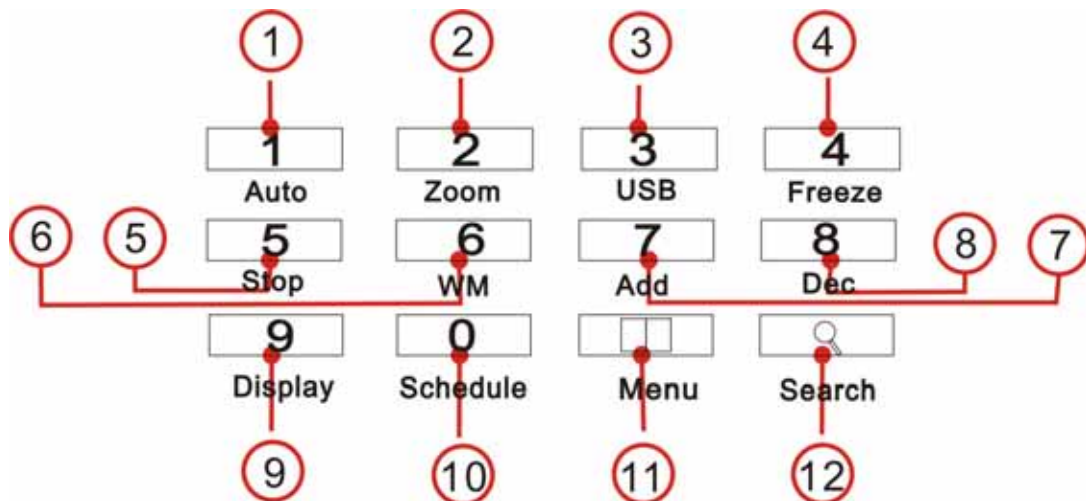 1 2 3 4
1 2 3 4
Auto Zoom USB Freeze
6 5 5 6 7 8 8 7
Stop WM Add Dec
9 0
Display Schedule Menu Search
9 10 11 12